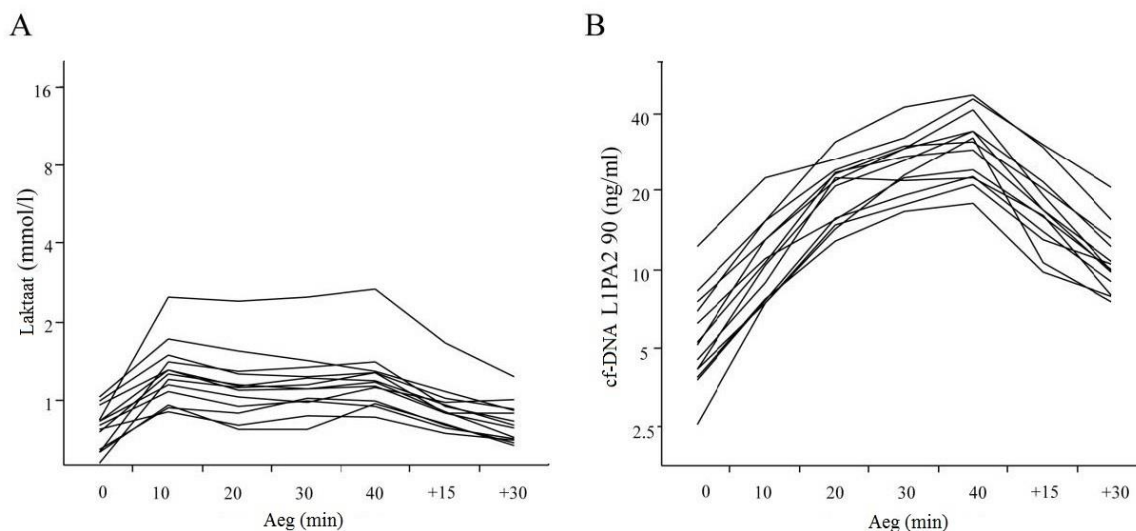 A
Laktaat (mmol/l)
16
8
4
2
1
0 10 20 30 40 +15 +30
Aeg (min)
B
cf-DNA L1PA2 90 (ng/ml)
40
20
10
5
2.5
0 10 20 30 40 +15 +30
Aeg (min)